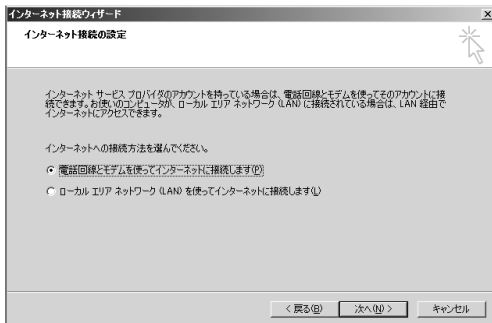 インターネット接続ウィザード
インターネット接続の設定
インターネット サービス プロバイダのアカウントを持っている場合は、電話回線とモデムを使ってそのアカウントに接
続できます。お使いのコンピュータが、ローカル エリア ネットワーク (LAN) に接続されている場合は、LAN 経由で
インターネットにアクセスできます。
インターネットへの接続方法を選んでください。
電話回線とモデムを使ってインターネットに接続します(P)
ローカル エリア ネットワーク (LAN) を使ってインターネットに接続します(L)
< 戻る(B) 次へ(N) > キャンセル